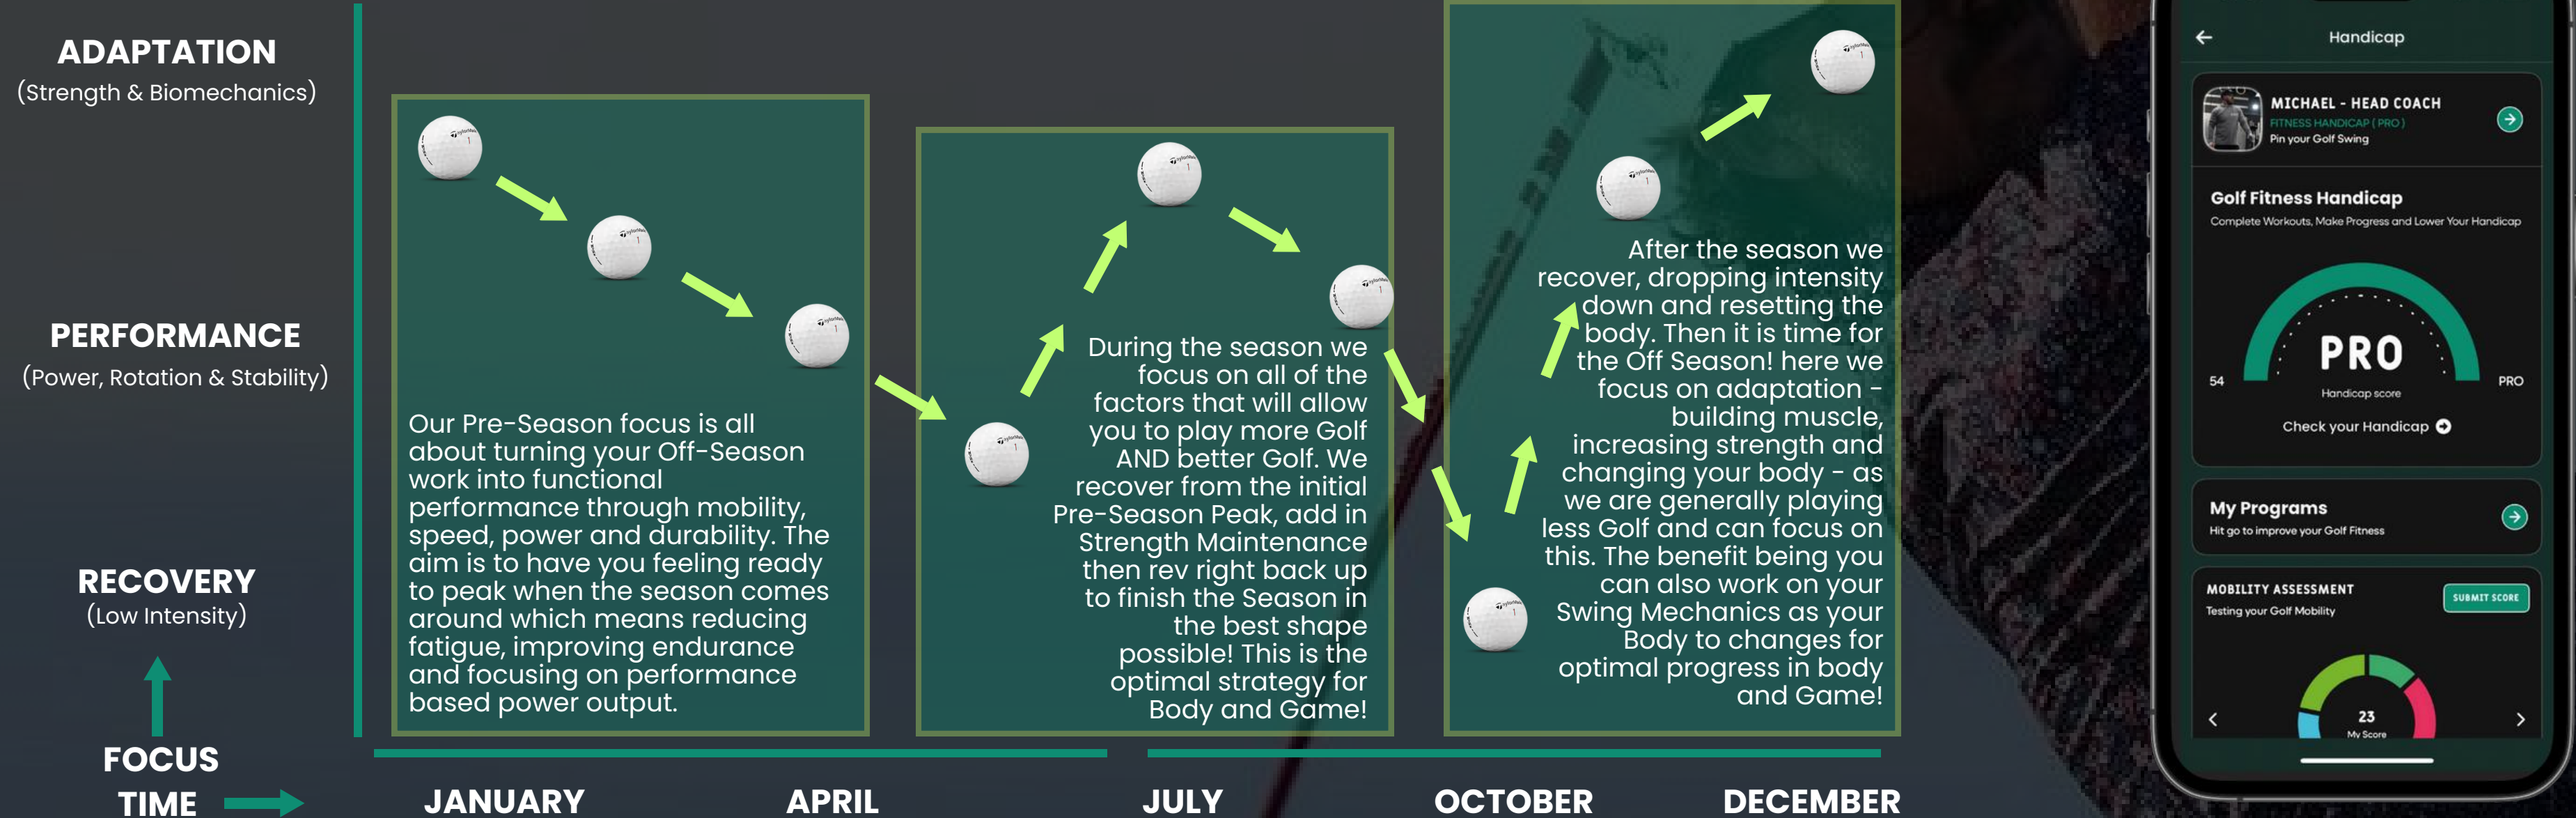 ADAPTATION
(Strength & Biomechanics)
PERFORMANCE
(Power, Rotation & Stability)
RECOVERY
(Low Intensity)
FOCUS
TIME
Our Pre-Season focus is all
about turning your Off-Season
work into functional
performance through mobility,
speed, power and durability. The
aim is to have you feeling ready
to peak when the season comes
around which means reducing
fatigue, improving endurance
and focusing on performance
based power output.
During the season we
focus on all of the
factors that will allow
you to play more Golf
AND better Golf. We
recover from the initial
Pre-Season Peak, add in
Strength Maintenance
then rev right back up
to finish the Season in
the best shape
possible! This is the
optimal strategy for
Body and Game!
After the season we
recover, dropping intensity
down and resetting the
body. Then it is time for
the Off Season! here we
focus on adaptation -
building muscle,
increasing strength and
changing your body - as
we are generally playing
less Golf and can focus on
this. The benefit being you
can also work on your
Swing Mechanics as your
Body to changes for
optimal progress in body
and Game!
JANUARY
APRIL
JULY
OCTOBER
DECEMBER
Handicap
MICHAEL - HEAD COACH
FITNESS HANDICAP ( PRO )
Pin your Golf Swing
Golf Fitness Handicap
Complete Workouts, Make Progress and Lower Your Handicap
PRO
54
PRO
Handicap score
Check your Handicap
My Programs
Hit go to improve your Golf Fitness
MOBILITY ASSESSMENT
SUBMIT SCORE
Testing your Golf Mobility
23
My Score